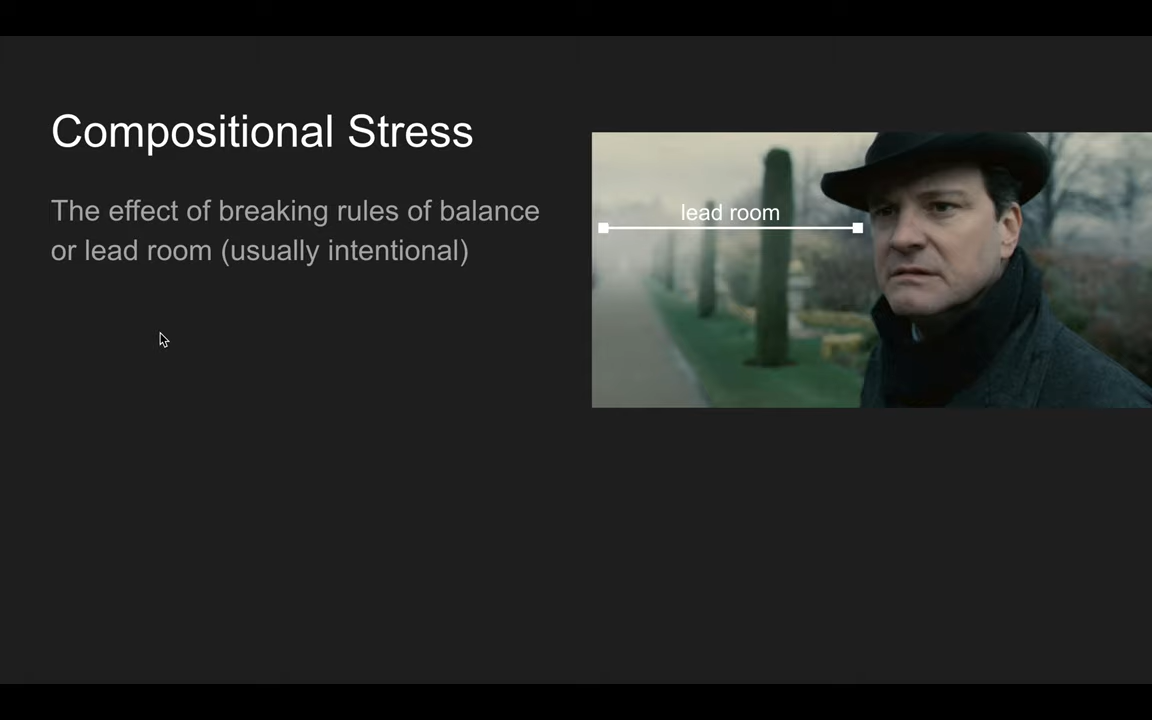 Compositional Stress
The effect of breaking rules of balance
or lead room (usually intentional)
lead room